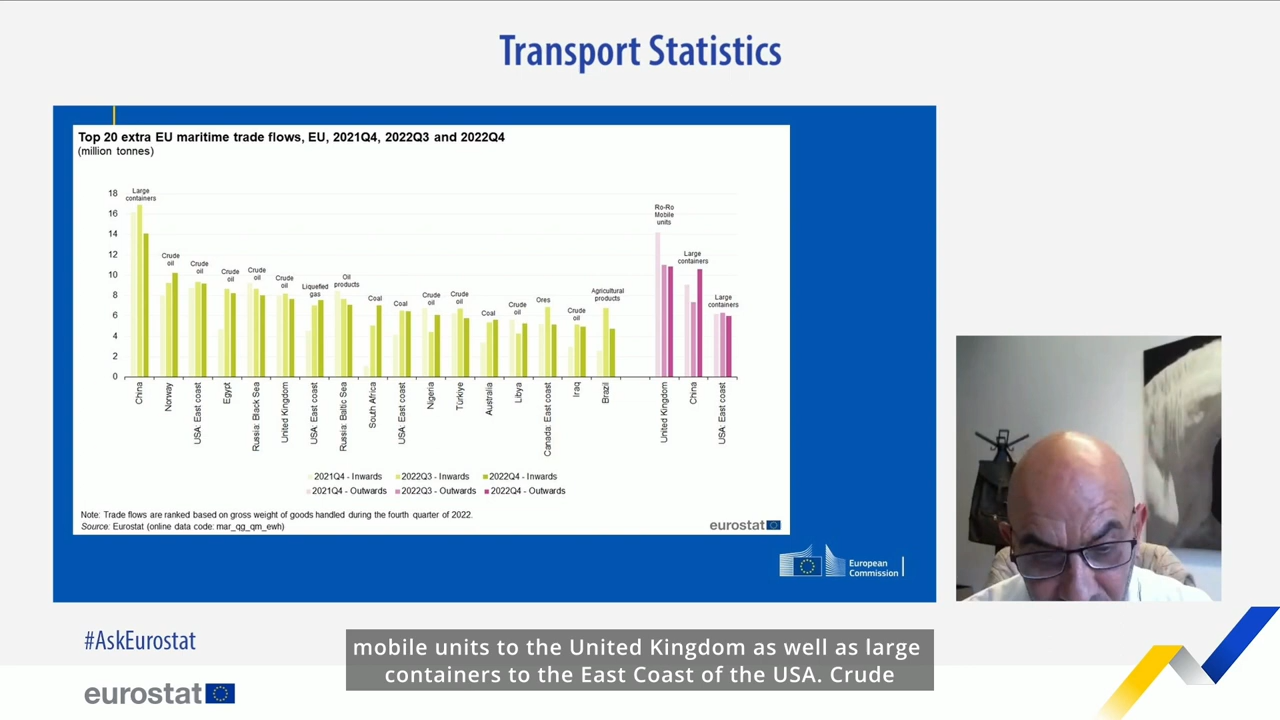 Transport Statistics
Top 20 extra EU maritime trade flows, EU, 2021Q4, 2022Q3 and 2022Q4
(million tonnes)
18
16
14
12
10
8
6
4
2
0
Large
containers
Crude
oil
Crude
oil
Crude
oil
Crude
oil
Crude
oil
Liquefied
gas
Oil
products
Coal
Coal
Crude
oil
Crude
oil
Coal
Crude
oil
Ores
Crude
oil
Agricultural
products
Ro-Ro
Mobile
units
Large
containers
Large
containers
China
Norway
USA: East coast
Egypt
Russia: Black Sea
United Kingdom
USA: East coast
Russia: Baltic Sea
South Africa
USA: East coast
Nigeria
Türkiye
Australia
Libya
Canada: East coast
Iraq
Brazil
United Kingdom
China
USA: East coast
2021Q4 - Inwards 2022Q3 - Inwards 2022Q4 - Inwards
2021Q4 - Outwards 2022Q3 - Outwards 2022Q4 - Outwards
Note: Trade flows are ranked based on gross weight of goods handled during the fourth quarter of 2022.
Source: Eurostat (online data code: mar_qg_qm_ewh)
eurostat
European
Commission
#AskEurostat
mobile units to the United Kingdom as well as large
containers to the East Coast of the USA. Crude
eurostat